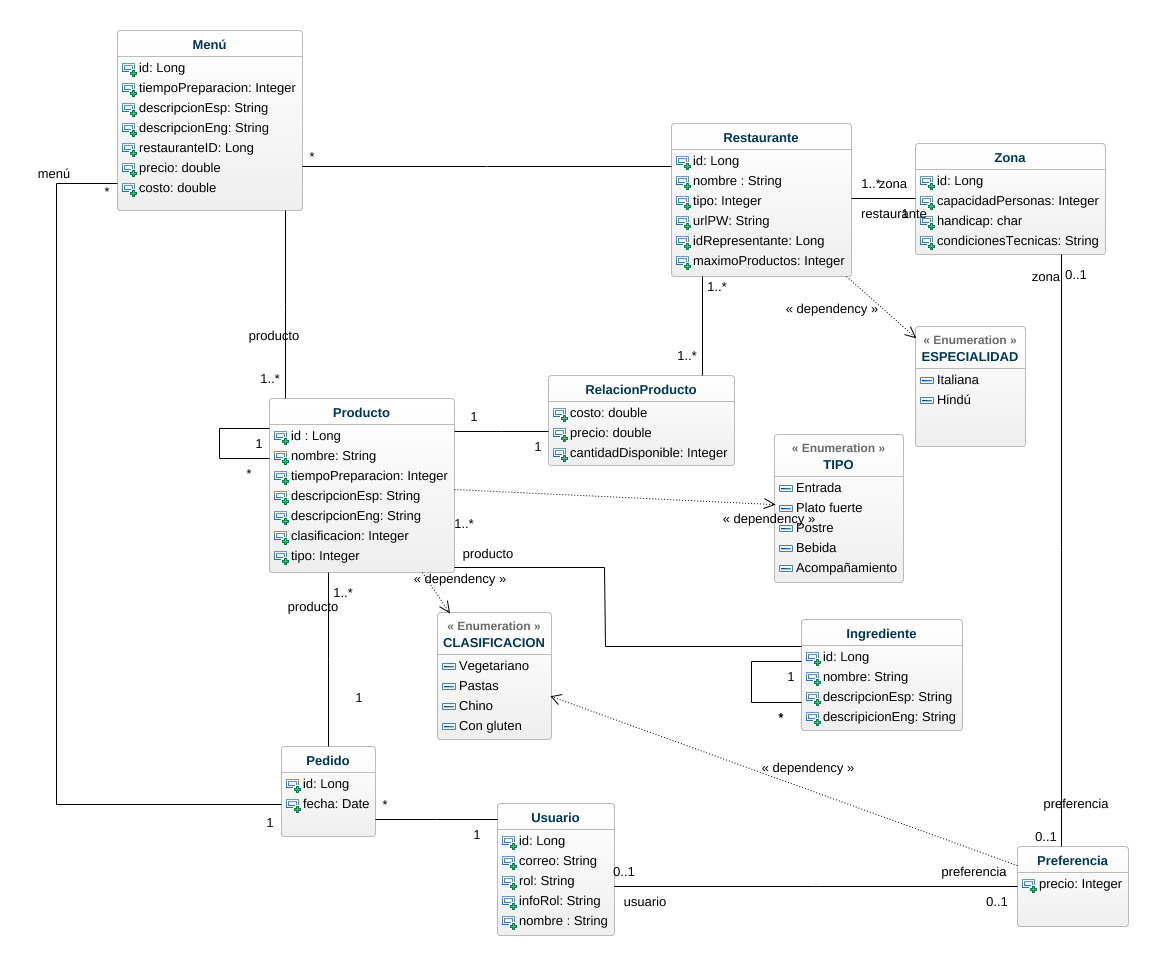 Menú
id: Long
tiempoPreparacion: Integer
descripcionEsp: String
descripcionEng: String
restauranteID: Long
precio: double
costo: double
menú
*
*
Restaurante
id: Long
nombre : String
tipo: Integer
urlPW: String
idRepresentante: Long
maximoProductos: Integer
1..*
zona
restaurante
1
Zona
id: Long
capacidadPersonas: Integer
handicap: char
condicionesTecnicas: String
zona
0..1
1..*
« dependency »
« Enumeration »
ESPECIALIDAD
Italiana
Hindú
producto
1..*
1..*
RelacionProducto
costo: double
precio: double
cantidadDisponible: Integer
1
1
Producto
id : Long
nombre: String
tiempoPreparacion: Integer
descripcionEsp: String
descripcionEng: String
clasificacion: Integer
tipo: Integer
1
*
« Enumeration »
TIPO
Entrada
Plato fuerte
Postre
Bebida
Acompañamiento
« dependency »
1..*
producto
« dependency »
1..*
producto
1
« Enumeration »
CLASIFICACION
Vegetariano
Pastas
Chino
Con gluten
Ingrediente
id: Long
nombre: String
descripcionEsp: String
descripicionEng: String
1
*
« dependency »
Pedido
id: Long
fecha: Date
1
*
1
Usuario
id: Long
correo: String
rol: String
infoRol: String
nombre : String
0..1
usuario
preferencia
0..1
preferencia
0..1
Preferencia
precio: Integer